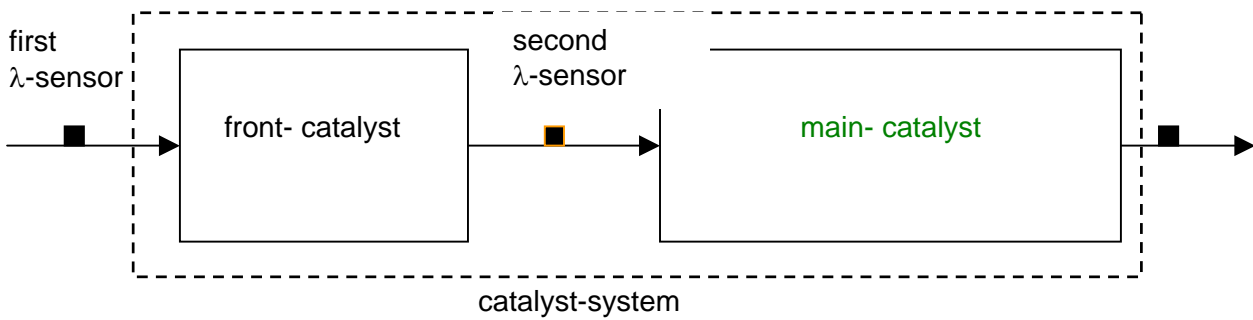 first
λ-sensor
second
λ-sensor
front- catalyst
main- catalyst
catalyst-system